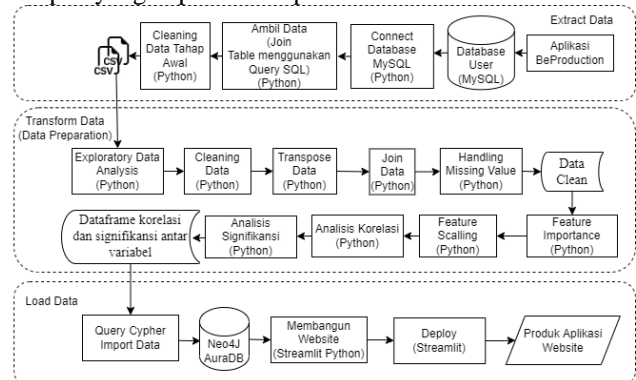 Extract Data
Aplikasi
BeProduction
Database
User
(MySQL)
Connect
Database
MySQL
(Python)
Ambil Data
(Join
Table menggunakan
Query SQL)
(Python)
Cleaning
Data Tahap
Awal
(Python)
CSV
CSV
Transform Data
(Data Preparation)
Exploratory Data
Analysis
(Python)
Cleaning
Data
(Python)
Transpose
Data
(Python)
Join
Data
(Python)
Handling
Missing Value
(Python)
Data
Clean
Feature
Importance
(Python)
Feature
Scalling
(Python)
Analisis Korelasi
(Python)
Analisis
Signifikansi
(Python)
Dataframe korelasi
dan signifikansi antar
variabel
Load Data
Query Cypher
Import Data
Neo4J
AuraDB
Membangun
Website
(Streamlit Python)
Deploy
(Streamlit)
Produk Aplikasi
Website